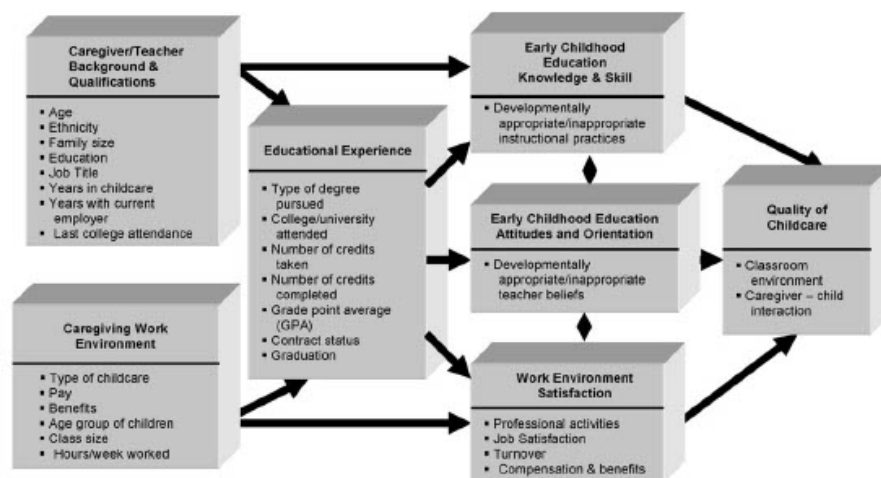 Caregiver/Teacher
Background &
Qualifications
▪ Age
▪ Ethnicity
▪ Family size
▪ Education
▪ Job Title
▪ Years in childcare
▪ Years with current
employer
▪ Last college attendance
Caregiving Work
Environment
▪ Type of childcare
▪ Pay
▪ Benefits
▪ Age group of children
▪ Class size
▪ Hours/week worked
Educational Experience
▪ Type of degree
pursued
▪ College/university
attended
▪ Number of credits
taken
▪ Number of credits
completed
▪ Grade point average
(GPA)
▪ Contract status
▪ Graduation
Early Childhood
Education
Knowledge & Skill
▪ Developmentally
appropriate/inappropriate
instructional practices
Early Childhood Education
Attitudes and Orientation
▪ Developmentally
appropriate/inappropriate
teacher beliefs
Work Environment
Satisfaction
▪ Professional activities
▪ Job Satisfaction
▪ Turnover
▪ Compensation & benefits
Quality of
Childcare
▪ Classroom
environment
▪ Caregiver – child
interaction